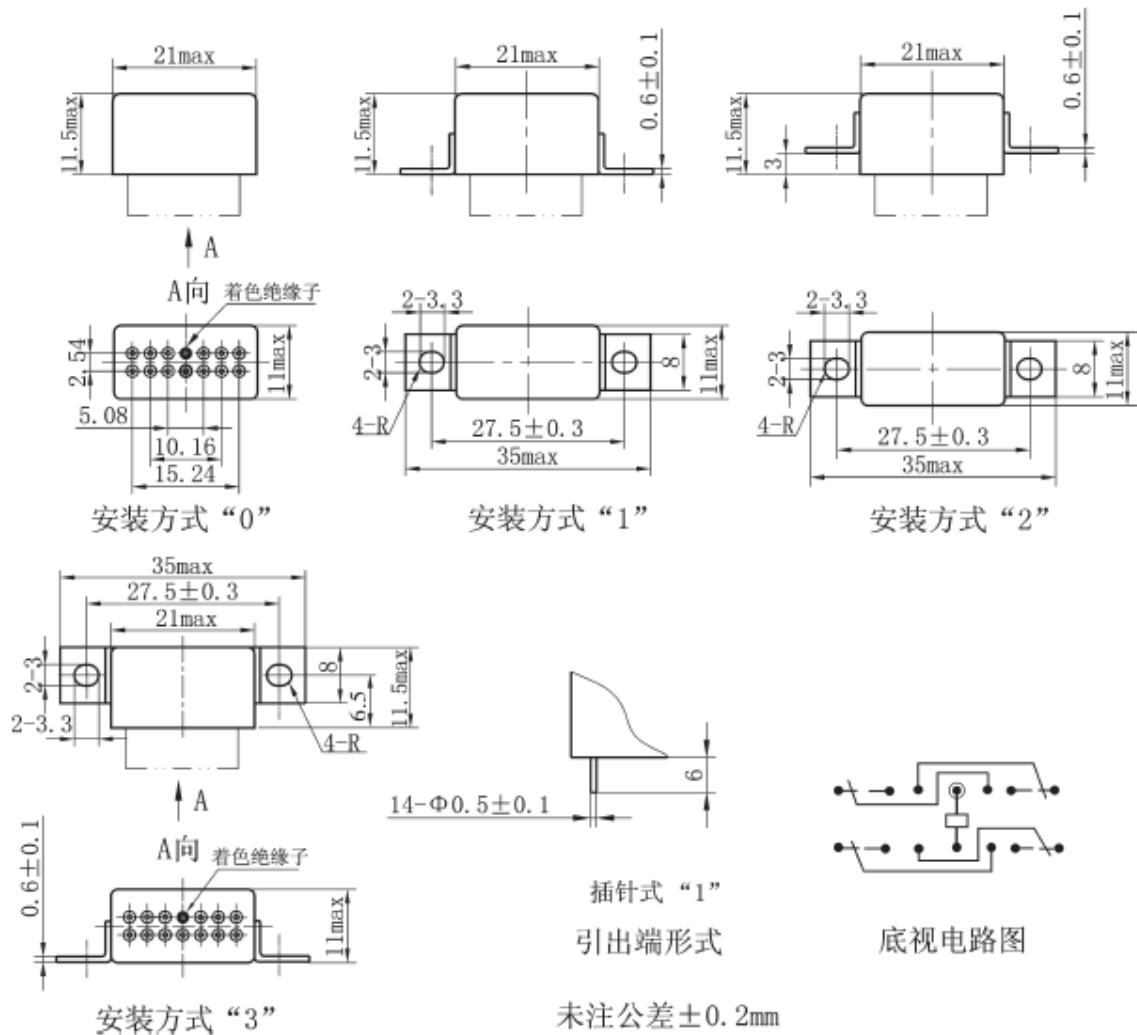 21max
11.5max
21max
11.5max
0.6±0.1
21max
11.5max
3
0.6±0.1
A
A向
着色绝缘子
2.54
11max
5.08
10.16
15.24
安装方式“0”
2-3.3
2-3
8
11max
4-R
27.5±0.3
35max
安装方式“1”
2-3.3
2-3
8
11max
4-R
27.5±0.3
35max
安装方式“2”
35max
27.5±0.3
21max
2-3
2-3.3
8
6.5
11.5max
4-R
A
A向
着色绝缘子
0.6±0.1
11max
安装方式“3”
6
14-Φ0.5±0.1
插针式“1”
引出端形式
底视电路图
未注公差±0.2mm